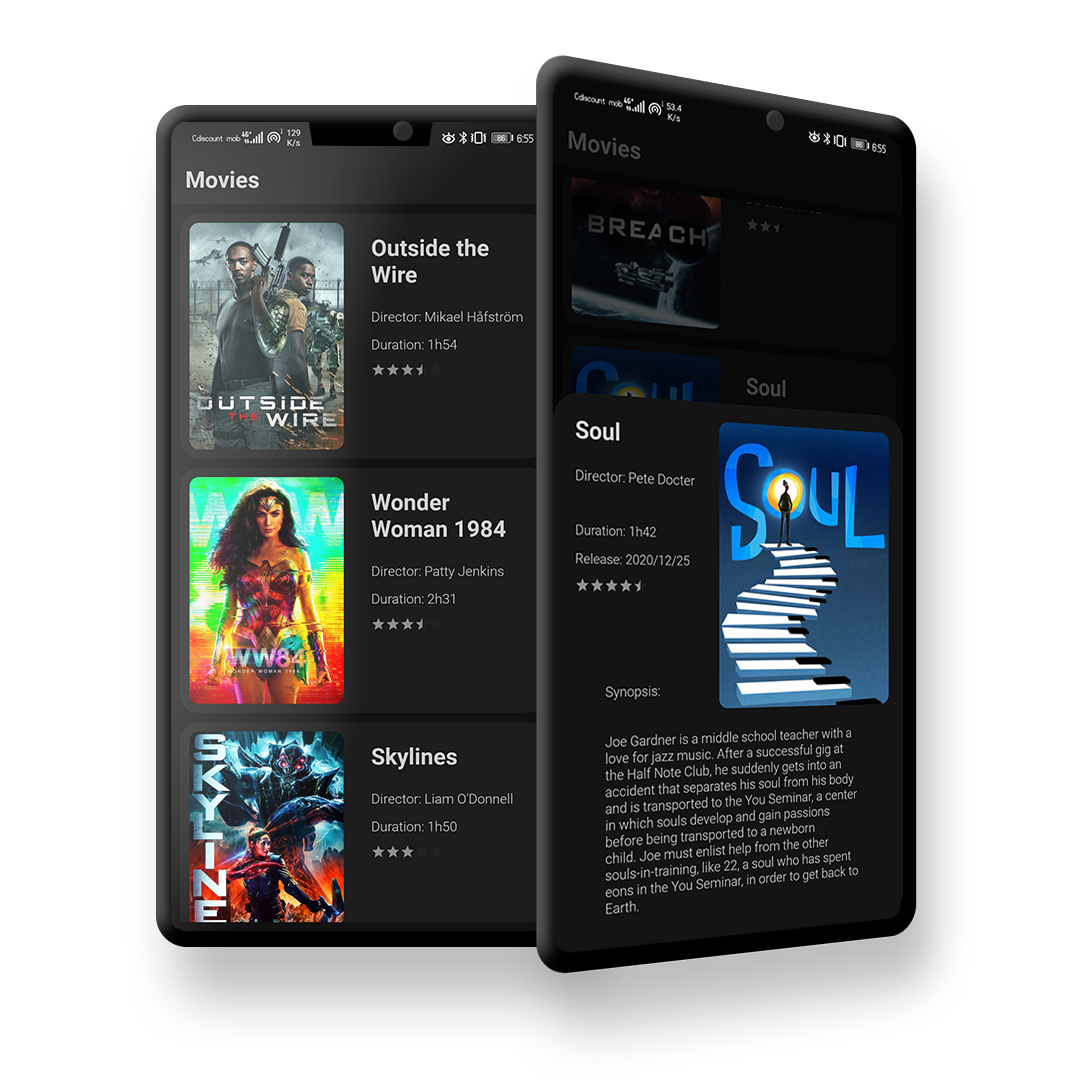 Cdiscount mob 4G+ 4G 129 K/s 86 6:55
Movies
OUTSIDE
THE WIRE
Outside the
Wire
Director: Mikael Håfström
Duration: 1h54
WW84
WONDER WOMAN 1984
Wonder
Woman 1984
Director: Patty Jenkins
Duration: 2h31
SKYLINE
Skylines
Director: Liam O'Donnell
Duration: 1h50
Cdiscount mob 4G+ 4G 53.4 K/s 86 6:55
Movies
BREACH
SOUL
Soul
Soul
Director: Pete Docter
Duration: 1h42
Release: 2020/12/25
SOUL
Synopsis:
Joe Gardner is a middle school teacher with a
love for jazz music. After a successful gig at
the Half Note Club, he suddenly gets into an
accident that separates his soul from his body
and is transported to the You Seminar, a center
in which souls develop and gain passions
before being transported to a newborn
child. Joe must enlist help from the other
souls-in-training, like 22, a soul who has spent
eons in the You Seminar, in order to get back to
Earth.